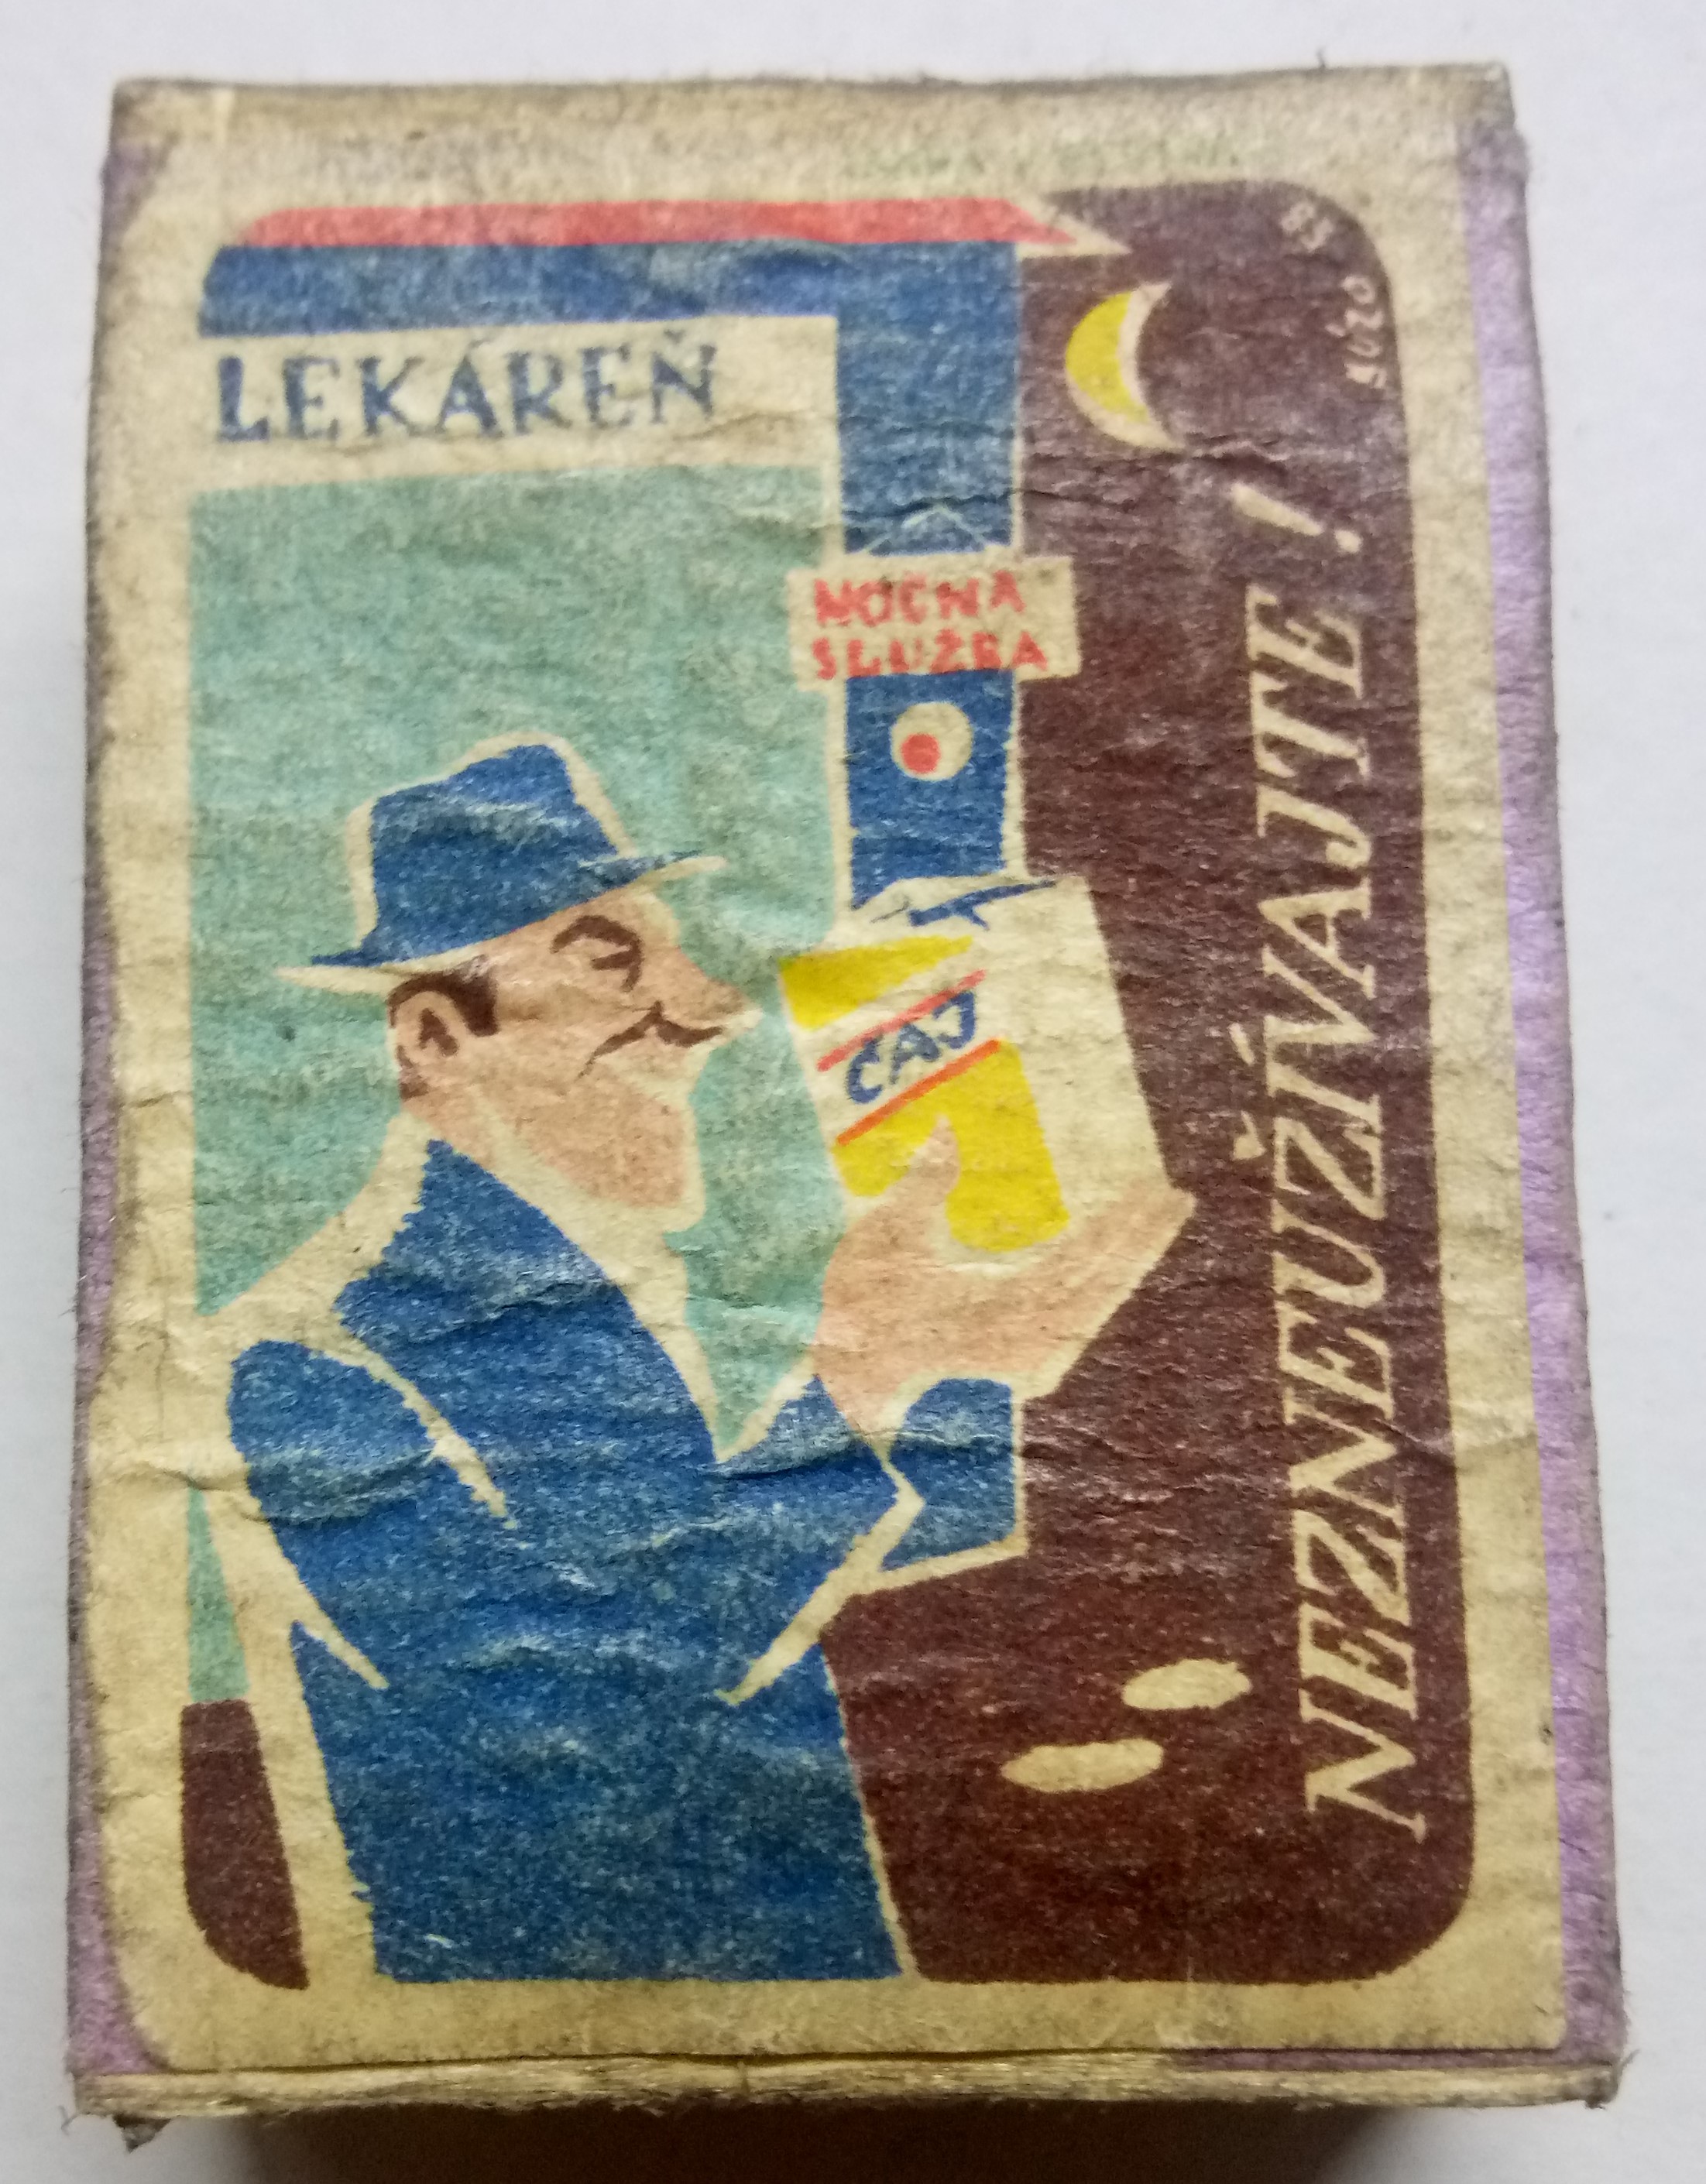 LEKÁREŇ
NOČNÁ
SLUŽBA
ČAJ
NEZNEUŽÍVAJTE !